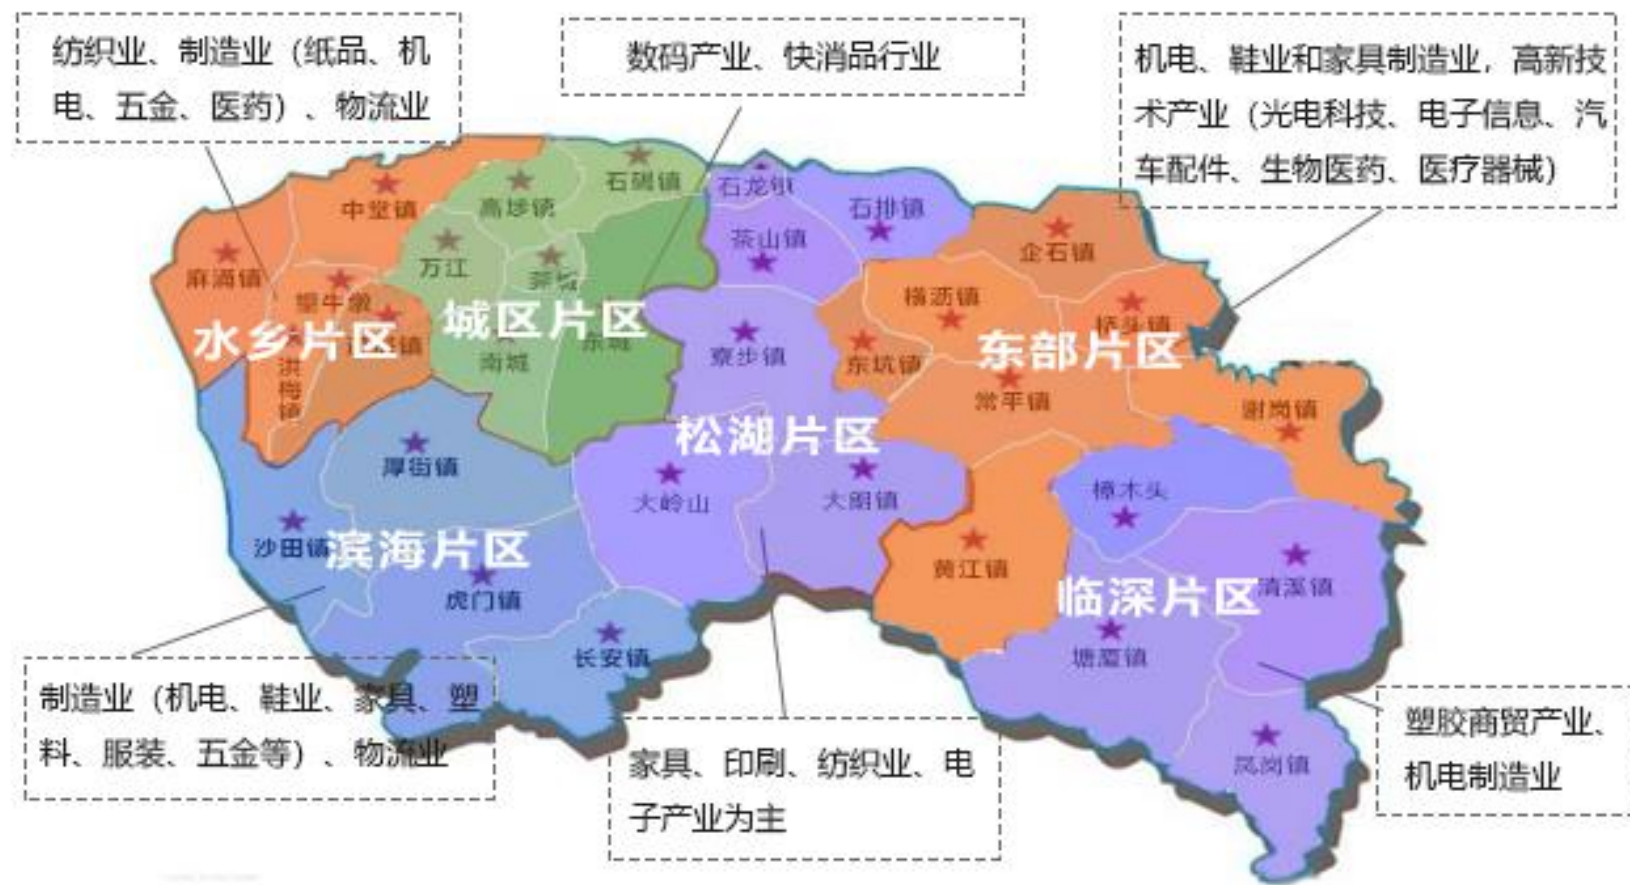 纺织业、制造业（纸品、机
电、五金、医药）、物流业
数码产业、快消品行业
机电、鞋业和家具制造业，高新技
术产业（光电科技、电子信息、汽
车配件、生物医药、医疗器械）
石碣镇
中堂镇
高埗镇
石龙镇
石排镇
麻涌镇
万江
莞城
茶山镇
企石镇
望牛墩
横沥镇
桥头镇
水乡片区
城区片区
东城
东部片区
洪梅镇
南城
寮步镇
东坑镇
常平镇
谢岗镇
松湖片区
厚街镇
大岭山
大朗镇
樟木头
沙田镇
滨海片区
虎门镇
黄江镇
临深片区
清溪镇
长安镇
塘厦镇
凤岗镇
制造业（机电、鞋业、家具、塑
料、服装、五金等）、物流业
家具、印刷、纺织业、电
子产业为主
塑胶商贸产业、
机电制造业